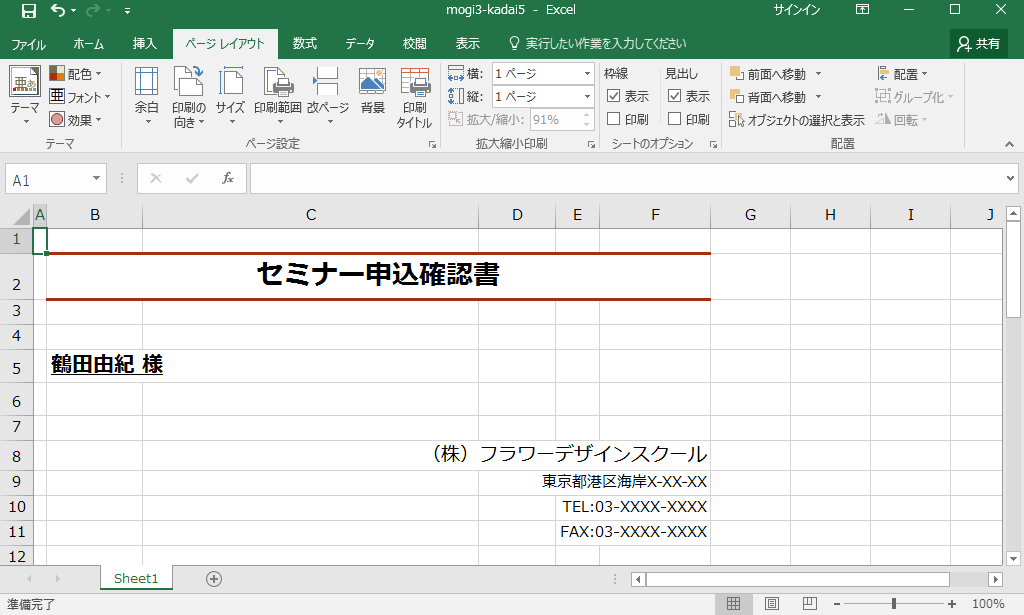 mogi3-kadai5 - Excel
サインイン
ファイル ホーム 挿入 ページ レイアウト 数式 データ 校閲 表示 実行したい作業を入力してください 共有
テーマ
配色
フォント
効果
テーマ
余白
印刷の
向き
サイズ
印刷範囲
改ページ
背景
印刷
タイトル
ページ設定
横: 1 ページ
縦: 1 ページ
拡大/縮小: 91%
拡大縮小印刷
枠線 見出し
表示 表示
印刷 印刷
シートのオプション
前面へ移動
背面へ移動
オブジェクトの選択と表示
配置
グループ化
回転
配置
A1
fx
A B C D E F G H I J
1
2 セミナー申込確認書
3
4
5 鶴田由紀 様
6
7
8 （株）フラワーデザインスクール
9 東京都港区海岸X-XX-XX
10 TEL:03-XXXX-XXXX
11 FAX:03-XXXX-XXXX
12
Sheet1
準備完了
100%